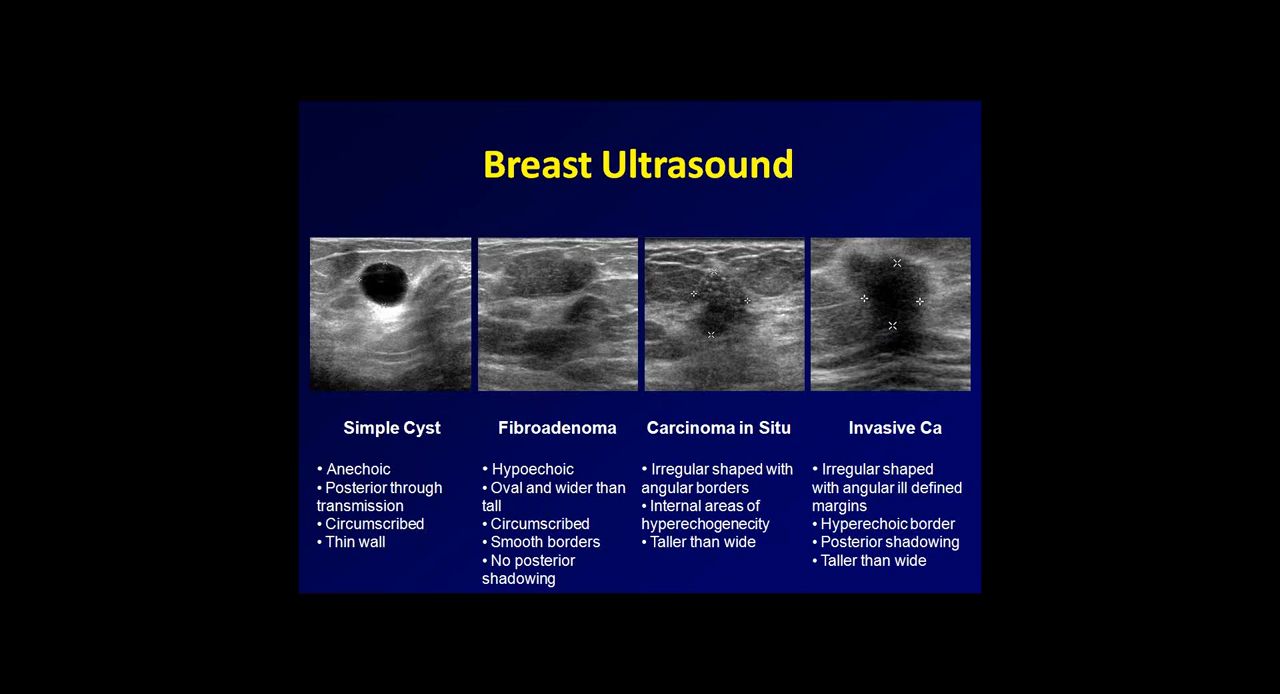 Breast Ultrasound
Simple Cyst
• Anechoic
• Posterior through
transmission
• Circumscribed
• Thin wall
Fibroadenoma
• Hypoechoic
• Oval and wider than
tall
• Circumscribed
• Smooth borders
• No posterior
shadowing
Carcinoma in Situ
• Irregular shaped with
angular borders
• Internal areas of
hyperechogenecity
• Taller than wide
Invasive Ca
• Irregular shaped
with angular ill defined
margins
• Hyperechoic border
• Posterior shadowing
• Taller than wide